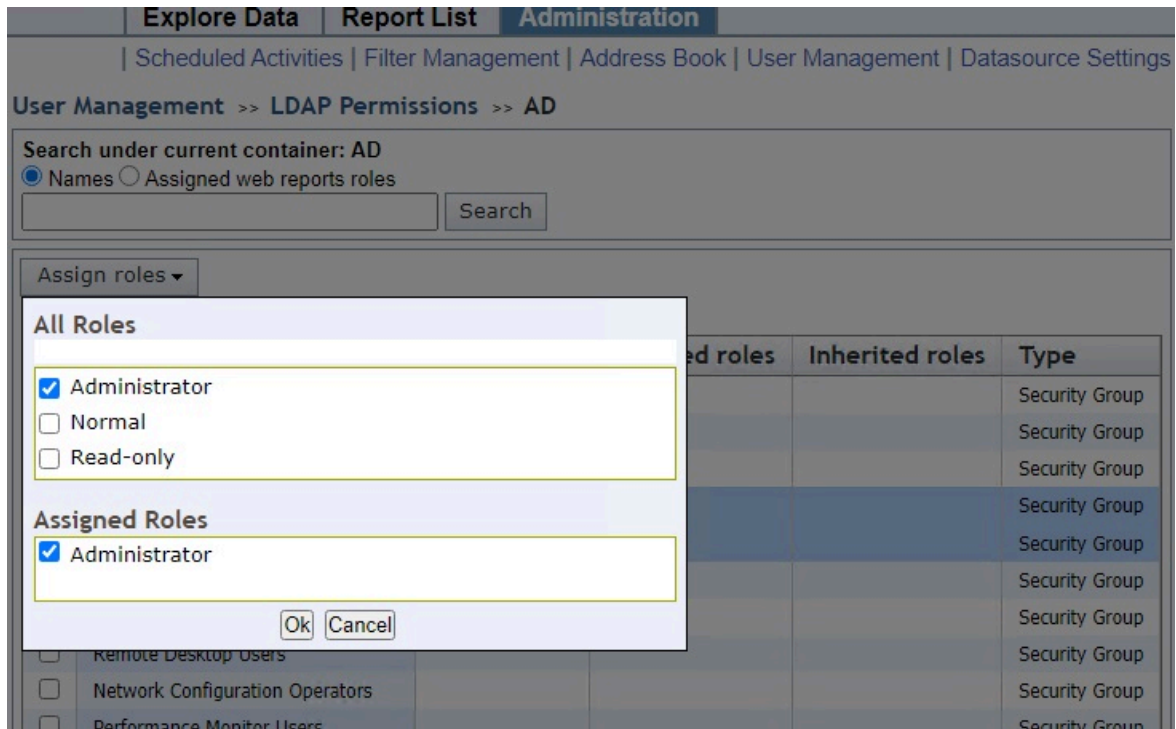 Explore Data Report List Administration
| Scheduled Activities | Filter Management | Address Book | User Management | Datasource Settings
User Management >> LDAP Permissions >> AD
Search under current container: AD
Names Assigned web reports roles
Search
Assign roles
All Roles
ed roles Inherited roles Type
Administrator
Security Group
Normal
Security Group
Read-only
Security Group
Security Group
Assigned Roles
Security Group
Administrator
Security Group
Security Group
Ok Cancel
Remote Desktop Users Security Group
Network Configuration Operators Security Group
Performance Monitor Users Security Group